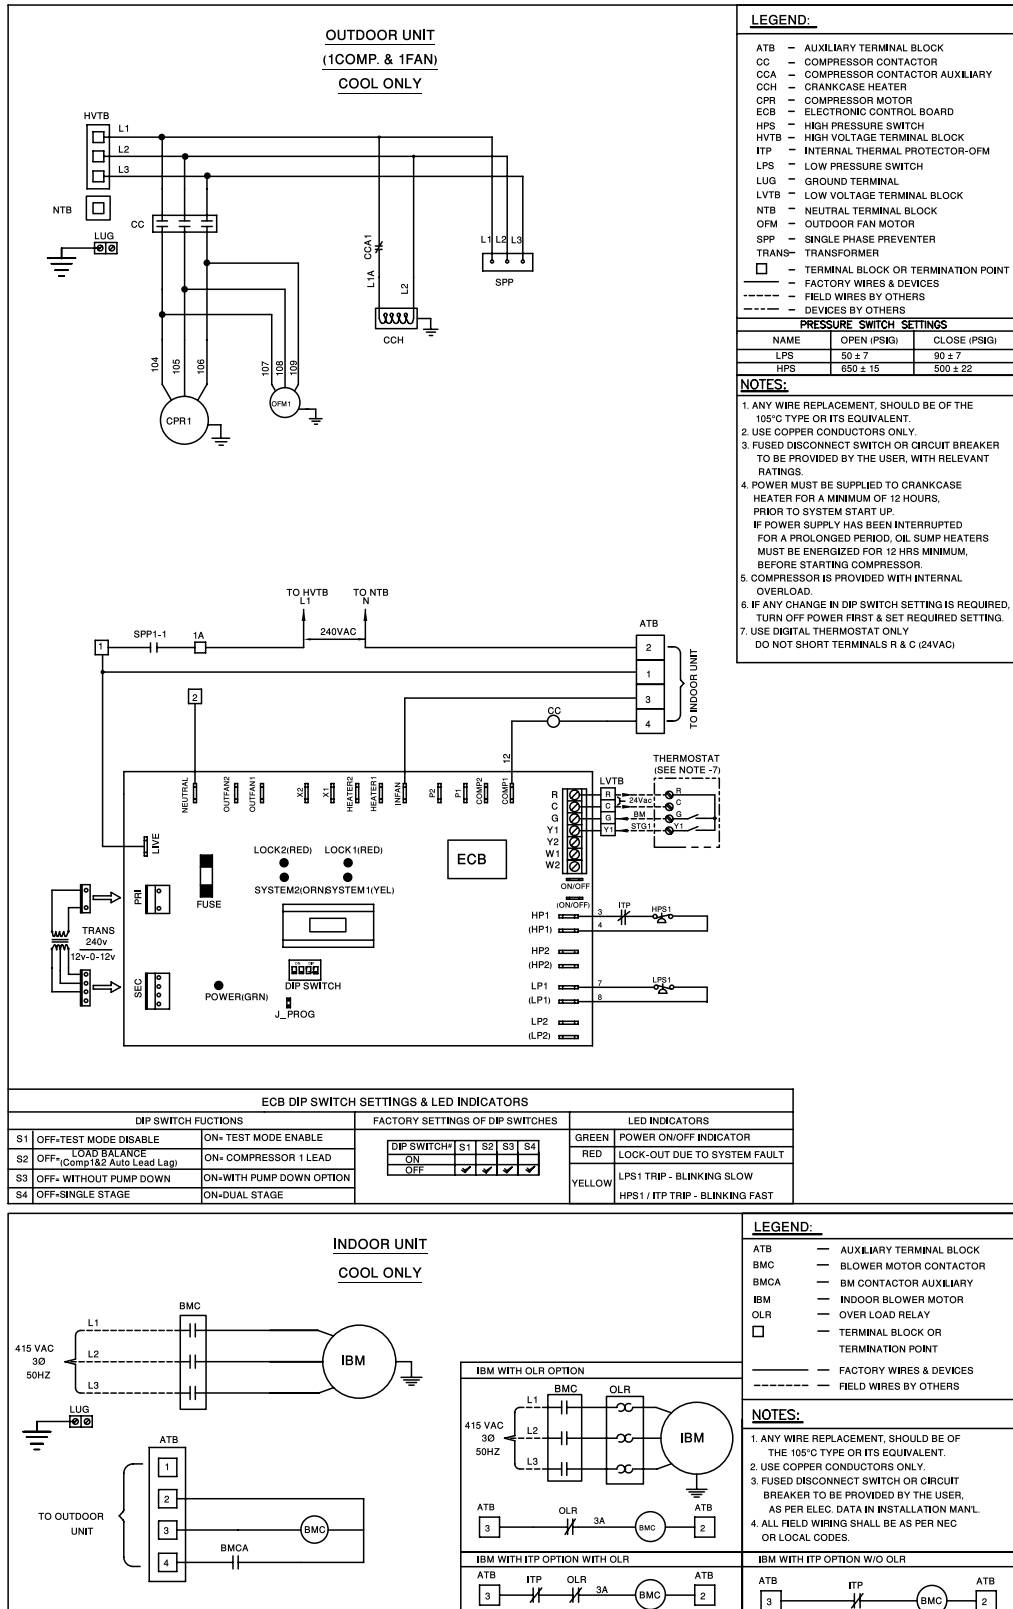 OUTDOOR UNIT
(1COMP. & 1FAN)
COOL ONLY
HVTB
L1
L2
L3
NTB
LUG
CC
CCA1
L1A
L2
CCH
L1 L2 L3
SPP
104
105
106
107
108
109
CPR1
OFM1
LEGEND:
ATB – AUXILIARY TERMINAL BLOCK
CC – COMPRESSOR CONTACTOR
CCA – COMPRESSOR CONTACTOR AUXILIARY
CCH – CRANKCASE HEATER
CPR – COMPRESSOR MOTOR
ECB – ELECTRONIC CONTROL BOARD
HPS – HIGH PRESSURE SWITCH
HVTB – HIGH VOLTAGE TERMINAL BLOCK
ITP – INTERNAL THERMAL PROTECTOR-OFM
LPS – LOW PRESSURE SWITCH
LUG – GROUND TERMINAL
LVTB – LOW VOLTAGE TERMINAL BLOCK
NTB – NEUTRAL TERMINAL BLOCK
OFM – OUTDOOR FAN MOTOR
SPP – SINGLE PHASE PREVENTER
TRANS– TRANSFORMER
– TERMINAL BLOCK OR TERMINATION POINT
– FACTORY WIRES & DEVICES
– FIELD WIRES BY OTHERS
– DEVICES BY OTHERS
PRESSURE SWITCH SETTINGS
NAME OPEN (PSIG) CLOSE (PSIG)
LPS 50 ± 7 90 ± 7
HPS 650 ± 15 500 ± 22
NOTES:
1. ANY WIRE REPLACEMENT, SHOULD BE OF THE
105°C TYPE OR ITS EQUIVALENT.
2. USE COPPER CONDUCTORS ONLY.
3. FUSED DISCONNECT SWITCH OR CIRCUIT BREAKER
TO BE PROVIDED BY THE USER, WITH RELEVANT
RATINGS.
4. POWER MUST BE SUPPLIED TO CRANKCASE
HEATER FOR A MINIMUM OF 12 HOURS,
PRIOR TO SYSTEM START UP.
IF POWER SUPPLY HAS BEEN INTERRUPTED
FOR A PROLONGED PERIOD, OIL SUMP HEATERS
MUST BE ENERGIZED FOR 12 HRS MINIMUM,
BEFORE STARTING COMPRESSOR.
5. COMPRESSOR IS PROVIDED WITH INTERNAL
OVERLOAD.
6. IF ANY CHANGE IN DIP SWITCH SETTING IS REQUIRED,
TURN OFF POWER FIRST & SET REQUIRED SETTING.
7. USE DIGITAL THERMOSTAT ONLY
DO NOT SHORT TERMINALS R & C (24VAC)
TO HVTB
L1
TO NTB
N
SPP1-1
1
1A
240VAC
ATB
2
1
3
4
TO INDOOR UNIT
2
CC
12
NEUTRAL
OUTFAN2
OUTFAN1
X2
X1
HEATER2
HEATER1
INFAN
P2
P1
COMP2
COMP1
LIVE
LOCK2(RED) LOCK1(RED)
SYSTEM2(ORN) SYSTEM1(YEL)
FUSE
ECB
PRI
TRANS
240v
12v-0-12v
SEC
ON DIP
DIP SWITCH
POWER(GRN)
J_PROG
R
C
G
Y1
Y2
W1
W2
ON/OFF
(ON/OFF)
LVTB
R
C
G
Y1
24Vac
BM
STG1
THERMOSTAT
(SEE NOTE -7)
R
C
G
Y1
HP1
(HP1)
3
4
ITP
HPS1
HP2
(HP2)
LP1
(LP1)
7
8
LPS1
LP2
(LP2)
ECB DIP SWITCH SETTINGS & LED INDICATORS
DIP SWITCH FUCTIONS
S1 OFF=TEST MODE DISABLE ON= TEST MODE ENABLE
S2 OFF= LOAD BALANCE (Comp1&2 Auto Lead Lag) ON= COMPRESSOR 1 LEAD
S3 OFF= WITHOUT PUMP DOWN ON=WITH PUMP DOWN OPTION
S4 OFF=SINGLE STAGE ON=DUAL STAGE
FACTORY SETTINGS OF DIP SWITCHES
DIP SWITCH# S1 S2 S3 S4
ON
OFF ✔ ✔ ✔ ✔
LED INDICATORS
GREEN POWER ON/OFF INDICATOR
RED LOCK-OUT DUE TO SYSTEM FAULT
YELLOW LPS1 TRIP - BLINKING SLOW
HPS1 / ITP TRIP - BLINKING FAST
INDOOR UNIT
COOL ONLY
BMC
L1
L2
L3
415 VAC
3Ø
50HZ
IBM
LUG
ATB
1
2
3
4
TO OUTDOOR
UNIT
BMC
BMCA
IBM WITH OLR OPTION
BMC
OLR
L1
L2
L3
415 VAC
3Ø
50HZ
IBM
ATB
3
OLR
3A
BMC
ATB
2
IBM WITH ITP OPTION WITH OLR
ATB
3
ITP
OLR
3A
BMC
ATB
2
LEGEND:
ATB — AUXILIARY TERMINAL BLOCK
BMC — BLOWER MOTOR CONTACTOR
BMCA — BM CONTACTOR AUXILIARY
IBM — INDOOR BLOWER MOTOR
OLR — OVER LOAD RELAY
— TERMINAL BLOCK OR
TERMINATION POINT
— FACTORY WIRES & DEVICES
— FIELD WIRES BY OTHERS
NOTES:
1. ANY WIRE REPLACEMENT, SHOULD BE OF
THE 105°C TYPE OR ITS EQUIVALENT.
2. USE COPPER CONDUCTORS ONLY.
3. FUSED DISCONNECT SWITCH OR CIRCUIT
BREAKER TO BE PROVIDED BY THE USER,
AS PER ELEC. DATA IN INSTALLATION MAN'L.
4. ALL FIELD WIRING SHALL BE AS PER NEC
OR LOCAL CODES.
IBM WITH ITP OPTION W/O OLR
ATB
3
ITP
BMC
ATB
2